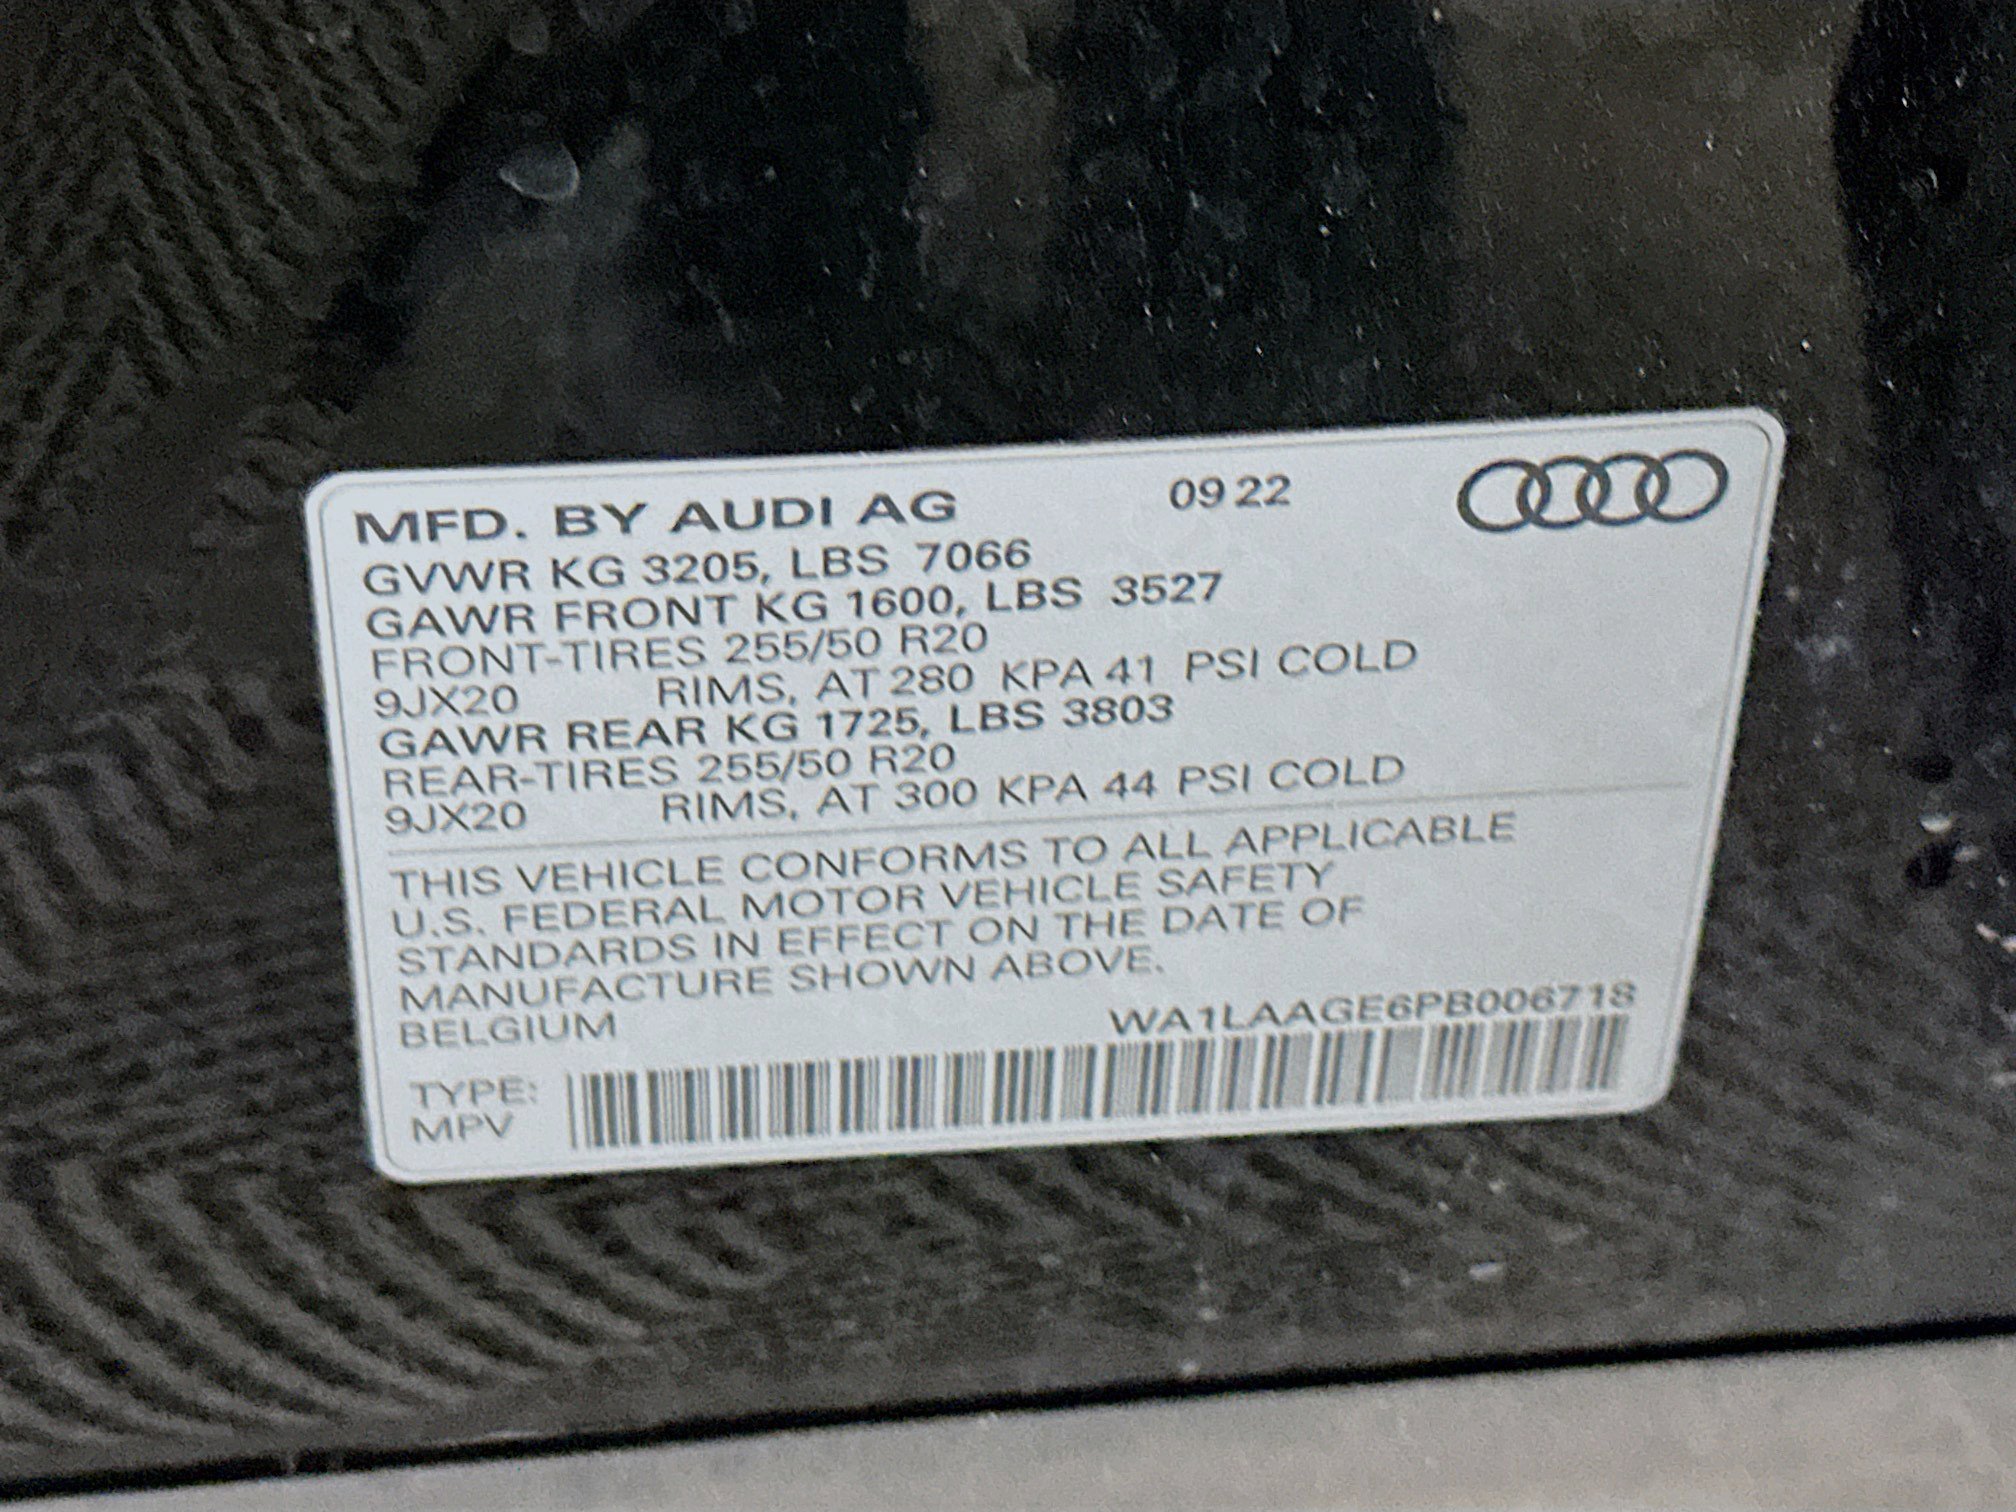 MFD. BY AUDI AG 09 22
GVWR KG 3205, LBS 7066
GAWR FRONT KG 1600, LBS 3527
FRONT-TIRES 255/50 R20
9JX20 RIMS, AT 280 KPA 41 PSI COLD
GAWR REAR KG 1725, LBS 3803
REAR-TIRES 255/50 R20
9JX20 RIMS, AT 300 KPA 44 PSI COLD
THIS VEHICLE CONFORMS TO ALL APPLICABLE
U.S. FEDERAL MOTOR VEHICLE SAFETY
STANDARDS IN EFFECT ON THE DATE OF
MANUFACTURE SHOWN ABOVE.
BELGIUM WA1LAAGE6PB006718
TYPE:
MPV